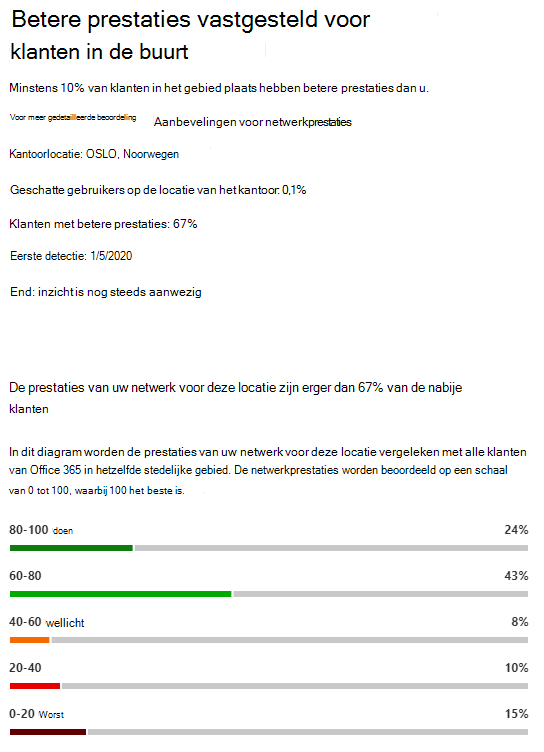 Betere prestaties vastgesteld voor
klanten in de buurt
Minstens 10% van klanten in het gebied plaats hebben betere prestaties dan u.
Voor meer gedetailleerde beoordeling Aanbevelingen voor netwerkprestaties
Kantoorlocatie: OSLO, Noorwegen
Geschatte gebruikers op de locatie van het kantoor: 0,1%
Klanten met betere prestaties: 67%
Eerste detectie: 1/5/2020
End: inzicht is nog steeds aanwezig
De prestaties van uw netwerk voor deze locatie zijn erger dan 67% van de nabije
klanten
In dit diagram worden de prestaties van uw netwerk voor deze locatie vergeleken met alle klanten
van Office 365 in hetzelfde stedelijke gebied. De netwerkprestaties worden beoordeeld op een schaal
van 0 tot 100, waarbij 100 het beste is.
80-100 doen 24%
60-80 43%
40-60 wellicht 8%
20-40 10%
0-20 Worst 15%